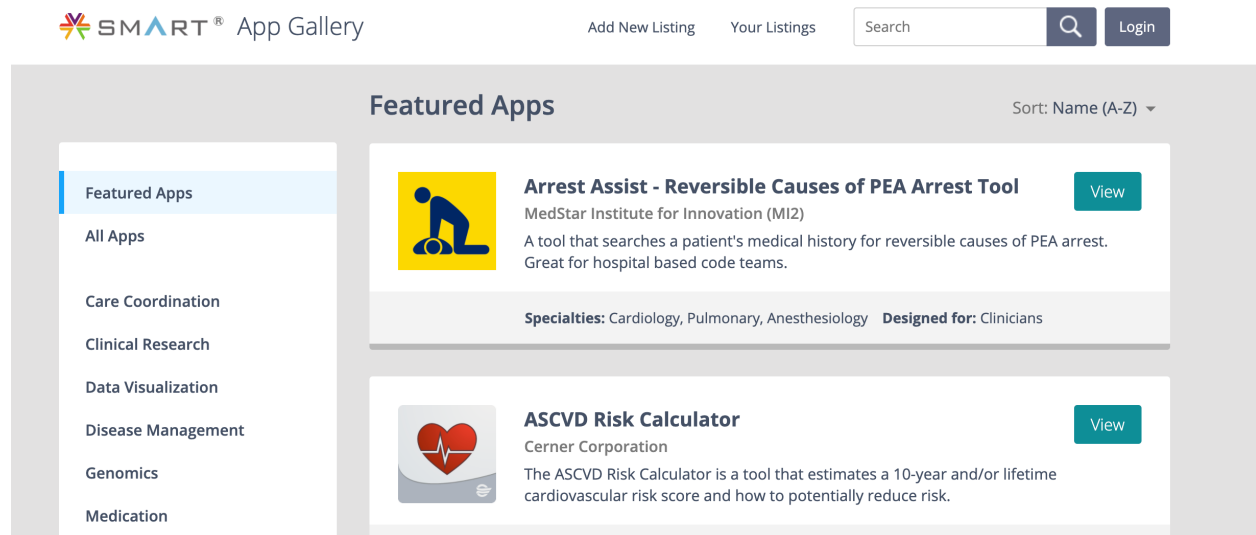 SMART® App Gallery
Add New Listing
Your Listings
Search
Login
Featured Apps
Sort: Name (A-Z)
Featured Apps
All Apps
Care Coordination
Clinical Research
Data Visualization
Disease Management
Genomics
Medication
Arrest Assist - Reversible Causes of PEA Arrest Tool
View
MedStar Institute for Innovation (MI2)
A tool that searches a patient's medical history for reversible causes of PEA arrest.
Great for hospital based code teams.
Specialties: Cardiology, Pulmonary, Anesthesiology Designed for: Clinicians
ASCVD Risk Calculator
View
Cerner Corporation
The ASCVD Risk Calculator is a tool that estimates a 10-year and/or lifetime
cardiovascular risk score and how to potentially reduce risk.